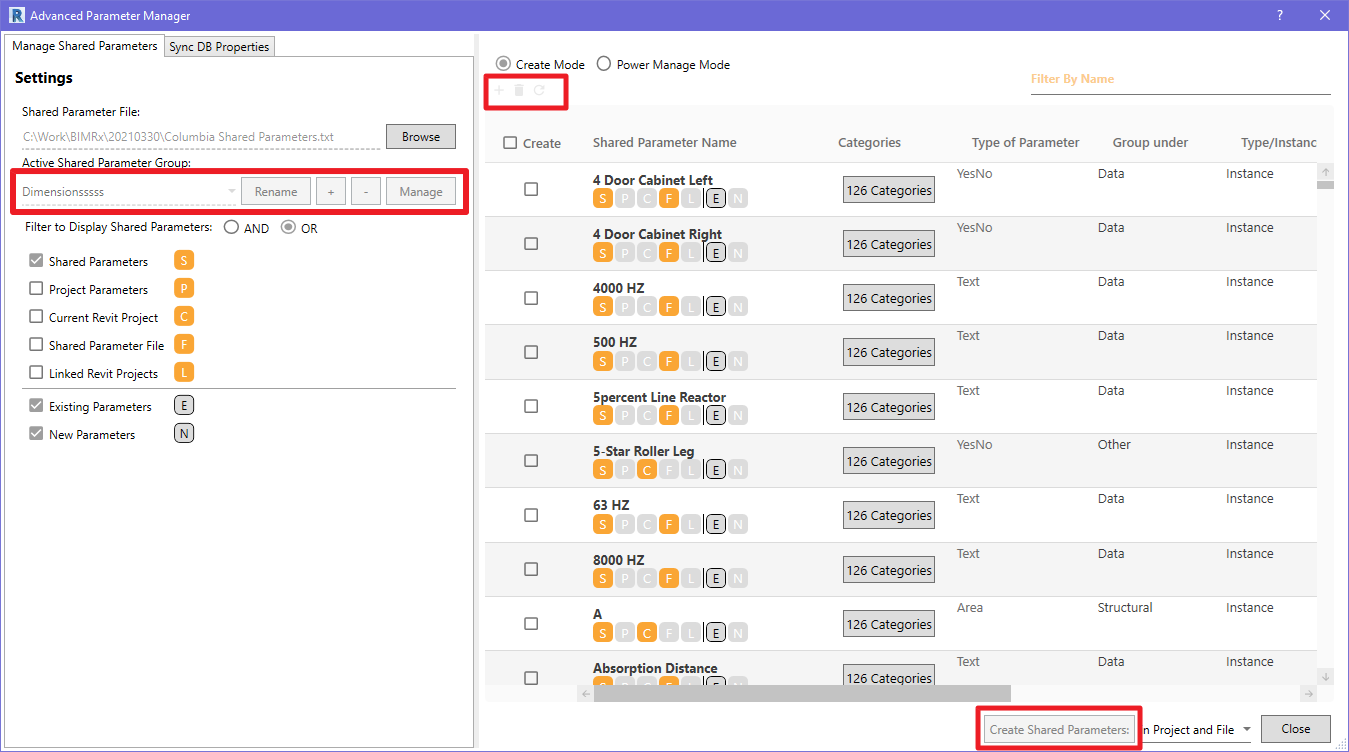 Advanced Parameter Manager
Manage Shared Parameters Sync DB Properties
Settings
Shared Parameter File:
C:\Work\BIMRx\20210330\Columbia Shared Parameters.txt Browse
Active Shared Parameter Group:
Dimensionsssss Rename + - Manage
Filter to Display Shared Parameters: AND OR
Shared Parameters S
Project Parameters P
Current Revit Project C
Shared Parameter File F
Linked Revit Projects L
Existing Parameters E
New Parameters N
Create Mode Power Manage Mode
Filter By Name
Create Shared Parameter Name Categories Type of Parameter Group under Type/Instanc
4 Door Cabinet Left 126 Categories YesNo Data Instance
S P C F L E N
4 Door Cabinet Right 126 Categories YesNo Data Instance
S P C F L E N
4000 HZ 126 Categories Text Data Instance
S P C F L E N
500 HZ 126 Categories Text Data Instance
S P C F L E N
5percent Line Reactor 126 Categories Text Data Instance
S P C F L E N
5-Star Roller Leg 126 Categories YesNo Other Instance
S P C F L E N
63 HZ 126 Categories Text Data Instance
S P C F L E N
8000 HZ 126 Categories Text Data Instance
S P C F L E N
A 126 Categories Area Structural Instance
S P C F L E N
Absorption Distance 126 Categories Text Data Instance
S P C F L E N
Create Shared Parameters: n Project and File Close